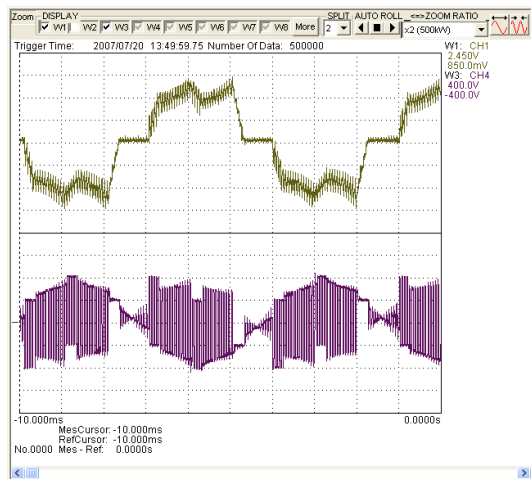 Zoom DISPLAY SPLIT AUTO ROLL <=>ZOOM RATIO
W1 W2 W3 W4 W5 W6 W7 W8 More 2 x2 (500kW)
Trigger Time: 2007/07/20 13:49:59.75 Number Of Data: 500000
W1: CH1
2.450V
850.0mV
W3: CH4
400.0V
-400.0V
-10.000ms 0.0000s
MesCursor: -10.000ms
RefCursor: -10.000ms
No.0000 Mes - Ref: 0.0000s